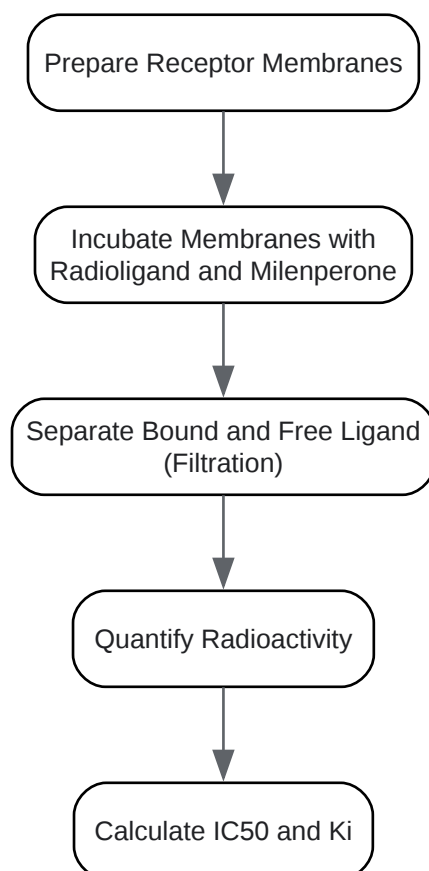 Prepare Receptor Membranes
Incubate Membranes with
Radioligand and Milenperone
Separate Bound and Free Ligand
(Filtration)
Quantify Radioactivity
Calculate IC50 and Ki